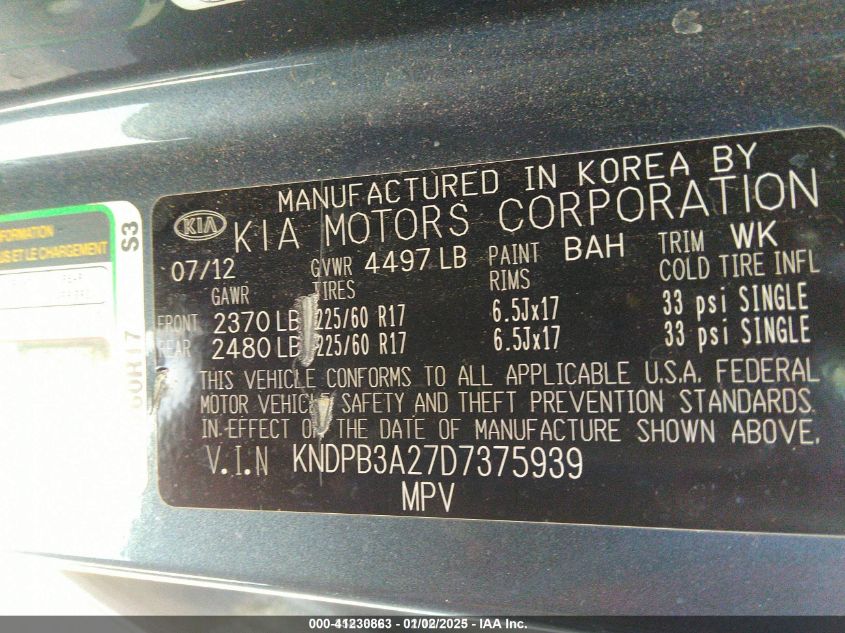 MANUFACTURED IN KOREA BY
KIA KIA MOTORS CORPORATION
07/12 GVWR 4497 LB PAINT BAH TRIM WK
GAWR TIRES RIMS COLD TIRE INFL
FRONT 2370 LB 225/60 R17 6.5Jx17 33 psi SINGLE
REAR 2480 LB 225/60 R17 6.5Jx17 33 psi SINGLE
THIS VEHICLE CONFORMS TO ALL APPLICABLE U.S.A. FEDERAL
MOTOR VEHICLE SAFETY AND THEFT PREVENTION STANDARDS
IN EFFECT ON THE DATE OF MANUFACTURE SHOWN ABOVE.
V.I.N KNDPB3A27D7375939
MPV
S ET LE CHARGEMENT
S3
000-41230863 - 01/02/2025 - IAA Inc.